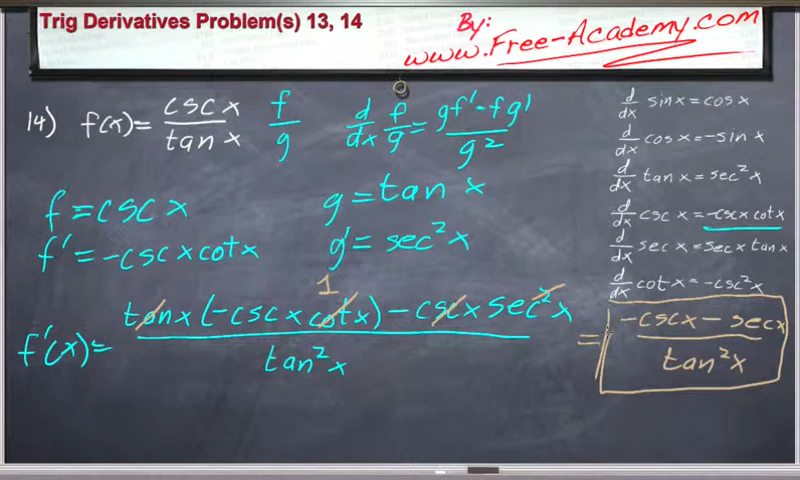 Trig Derivatives Problem(s) 13, 14
By:
www.Free-Academy.com
14) f(x) = csc x / tan x f/g d/dx f/g = gf' - fg' / g²
f = csc x g = tan x
f' = -csc x cot x g' = sec² x
1
f'(x) = tan x (-csc x cot x) - csc x sec² x / tan² x = -csc x - sec x / tan² x
d/dx sin x = cos x
d/dx cos x = -sin x
d/dx tan x = sec² x
d/dx csc x = -csc x cot x
d/dx sec x = sec x tan x
d/dx cot x = -csc² x